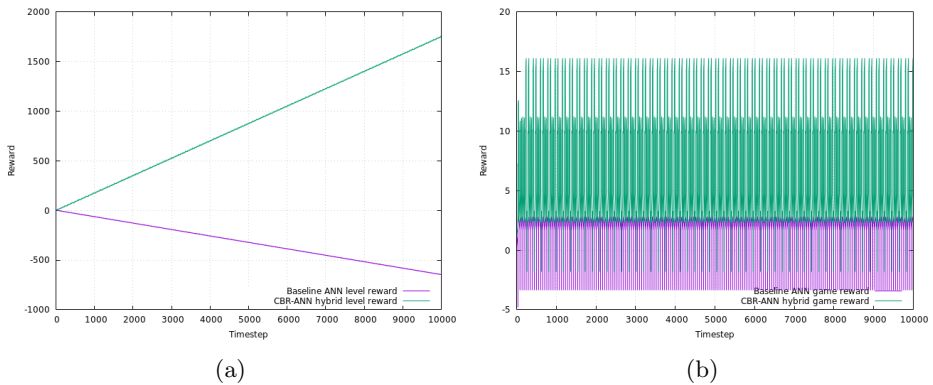 2000
1500
1000
500
0
-500
-1000
Reward
0 1000 2000 3000 4000 5000 6000 7000 8000 9000 10000
Timestep
Baseline ANN level reward
CBR-ANN hybrid level reward
(a)
20
15
10
5
0
-5
Reward
0 1000 2000 3000 4000 5000 6000 7000 8000 9000 10000
Timestep
Baseline ANN game reward
CBR-ANN hybrid game reward
(b)